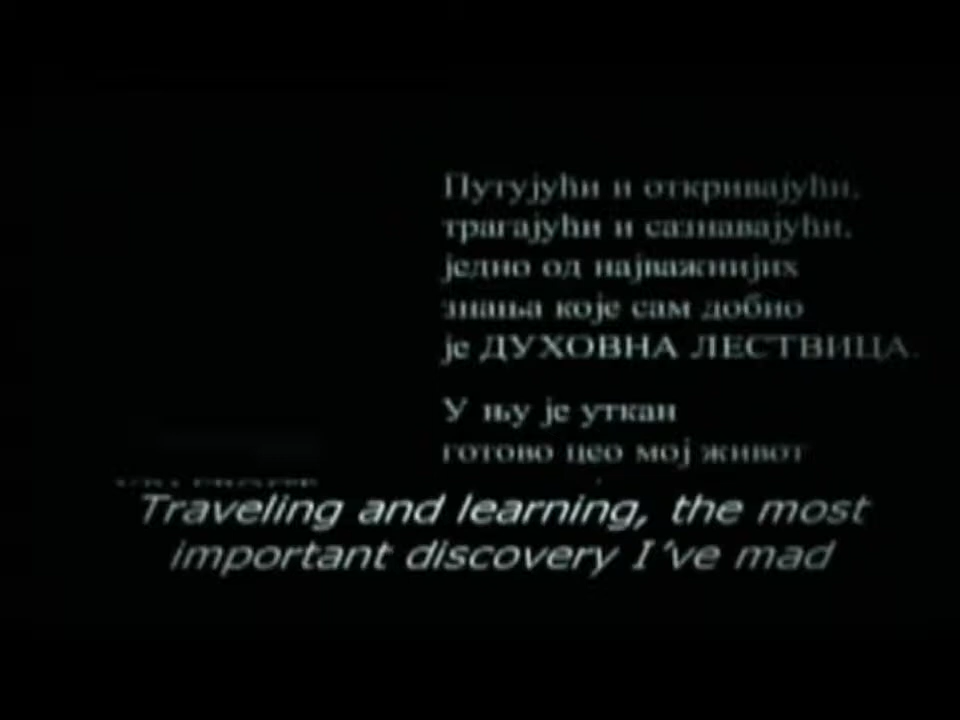 Путујући и откривајући,
трагајући и сазнавајући,
једно од најважнијих
знања које сам добио
је ДУХОВНА ЛЕСТВИЦА.
У њу је уткан
готово цео мој живот
Traveling and learning, the most
important discovery I've mad